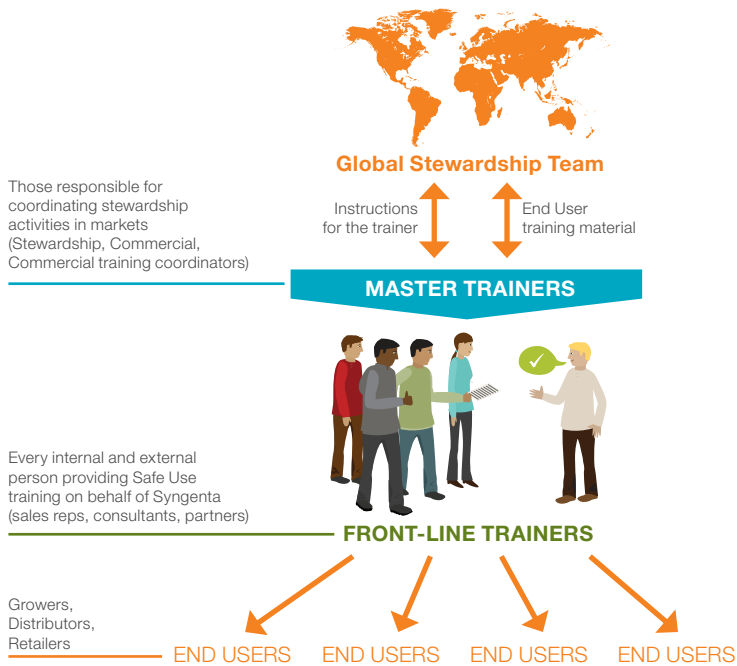 Global Stewardship Team
Those responsible for
coordinating stewardship
activities in markets
(Stewardship, Commercial,
Commercial training coordinators)
Instructions
for the trainer
End User
training material
MASTER TRAINERS
Every internal and external
person providing Safe Use
training on behalf of Syngenta
(sales reps, consultants, partners)
FRONT-LINE TRAINERS
Growers,
Distributors,
Retailers
END USERS END USERS END USERS END USERS